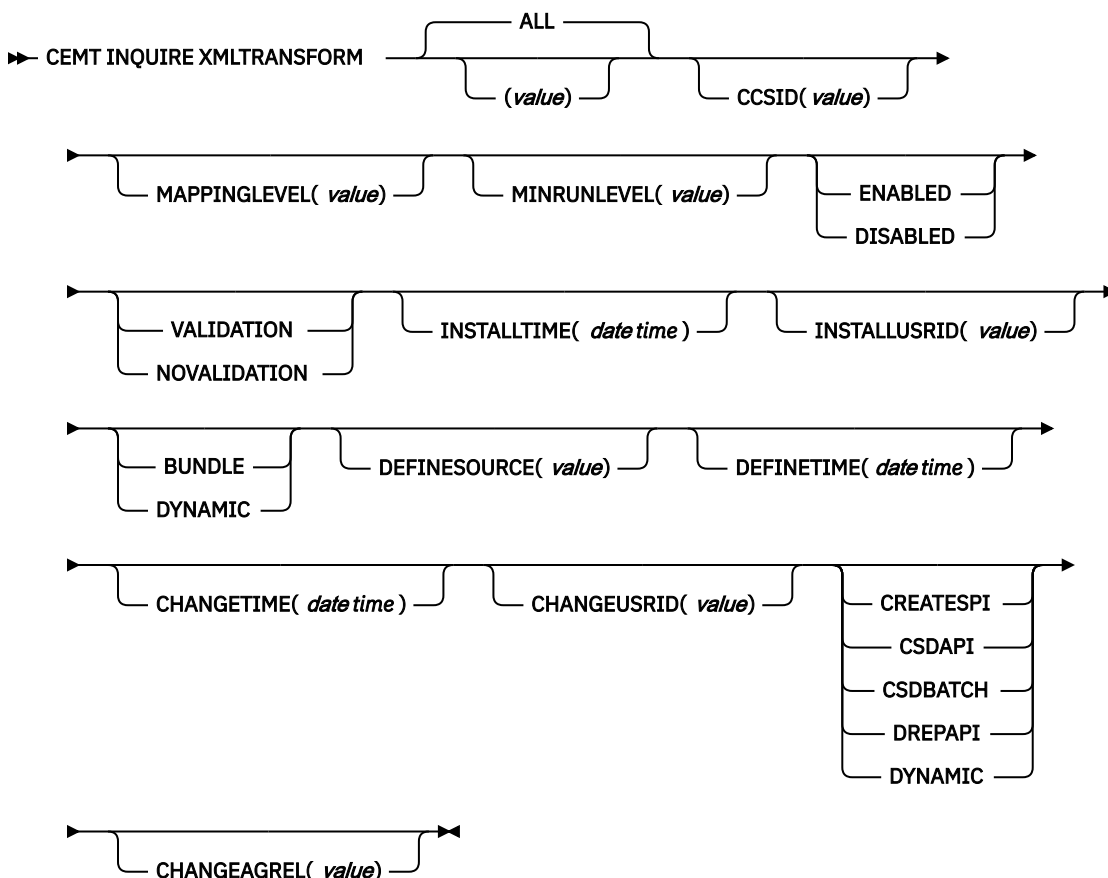 ALL
CEMT INQUIRE XMLTRANSFORM
(value)
CCSID( value)
MAPPINGLEVEL( value)
MINRUNLEVEL( value)
ENABLED
DISABLED
VALIDATION
NOVALIDATION
INSTALLTIME( date time )
INSTALLUSRID( value)
BUNDLE
DYNAMIC
DEFINESOURCE( value)
DEFINETIME( date time )
CHANGETIME( date time )
CHANGEUSRID( value)
CREATESPI
CSDAPI
CSDBATCH
DREPAPI
DYNAMIC
CHANGEAGREL( value)